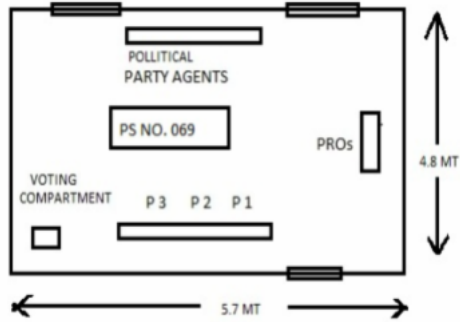 POLLITICAL
PARTY AGENTS
PS NO. 069
PROs
4.8 MT
VOTING
COMPARTMENT
P 3 P 2 P 1
5.7 MT